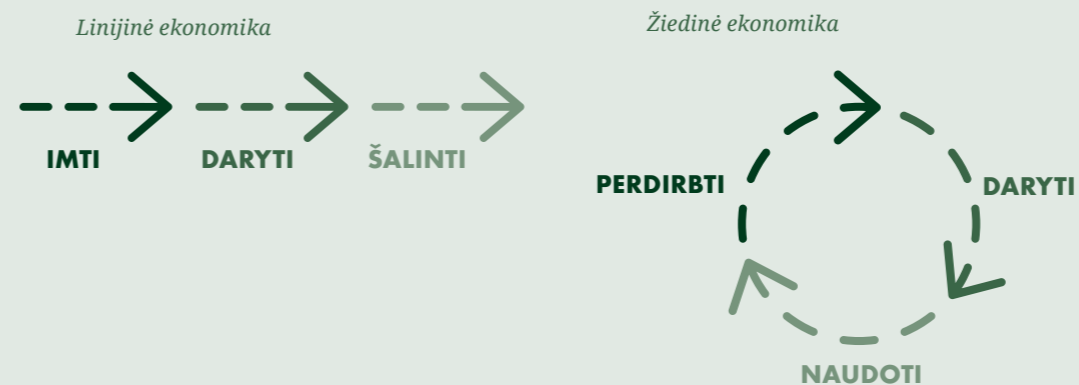 Linijinė ekonomika
IMTI
DARYTI
ŠALINTI
Žiedinė ekonomika
PERDIRBTI
DARYTI
NAUDOTI